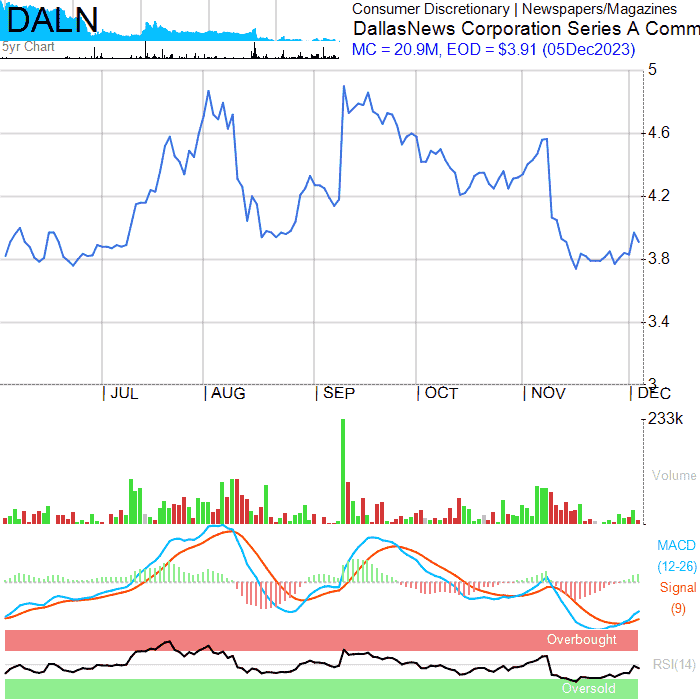 DALN
5yr Chart
Consumer Discretionary | Newspapers/Magazines
DallasNews Corporation Series A Comm
MC = 20.9M, EOD = $3.91 (05Dec2023)
5
4.6
4.2
3.8
3.4
3
| JUL | AUG | SEP | OCT | NOV | DEC
233k
Volume
MACD
(12-26)
Signal
(9)
Overbought
RSI(14)
Oversold